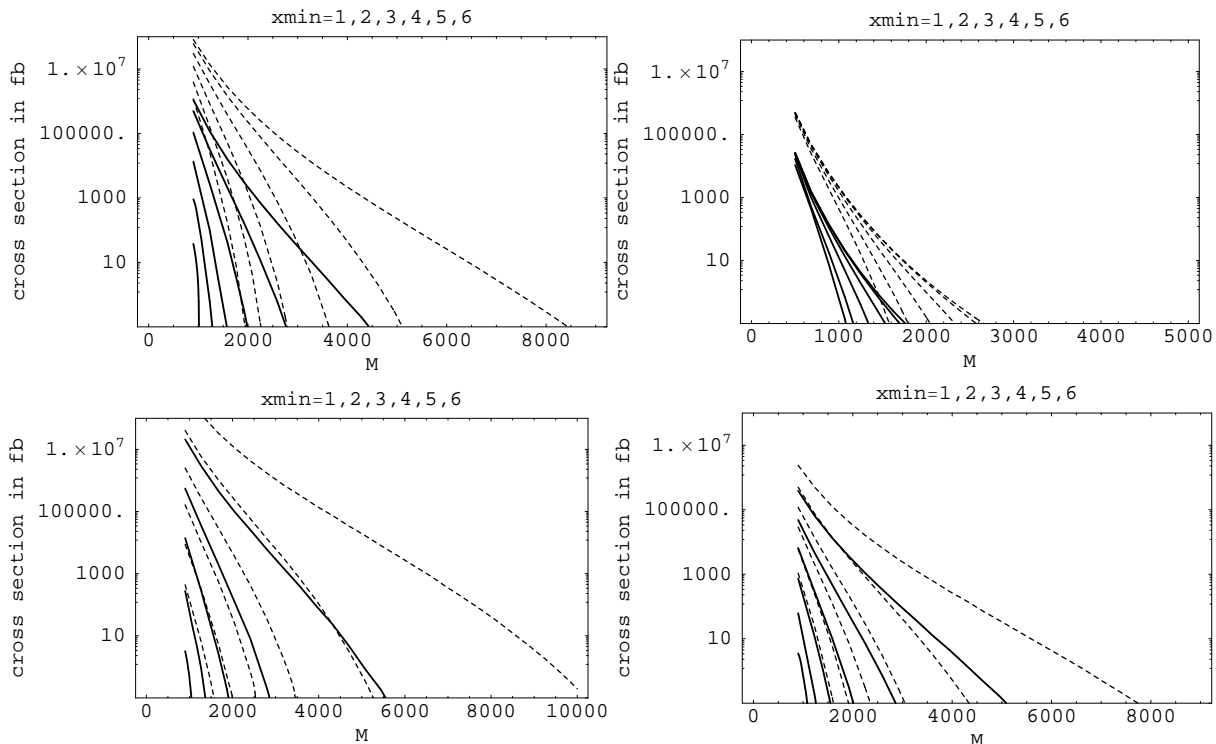 xmin=1,2,3,4,5,6
cross section in fb
1.×10^7
100000.
1000
10
0 2000 4000 6000 8000
M
xmin=1,2,3,4,5,6
cross section in fb
1.×10^7
100000.
1000
10
1000 2000 3000 4000 5000
M
xmin=1,2,3,4,5,6
cross section in fb
1.×10^7
100000.
1000
10
0 2000 4000 6000 8000 10000
M
xmin=1,2,3,4,5,6
cross section in fb
1.×10^7
100000.
1000
10
0 2000 4000 6000 8000
M